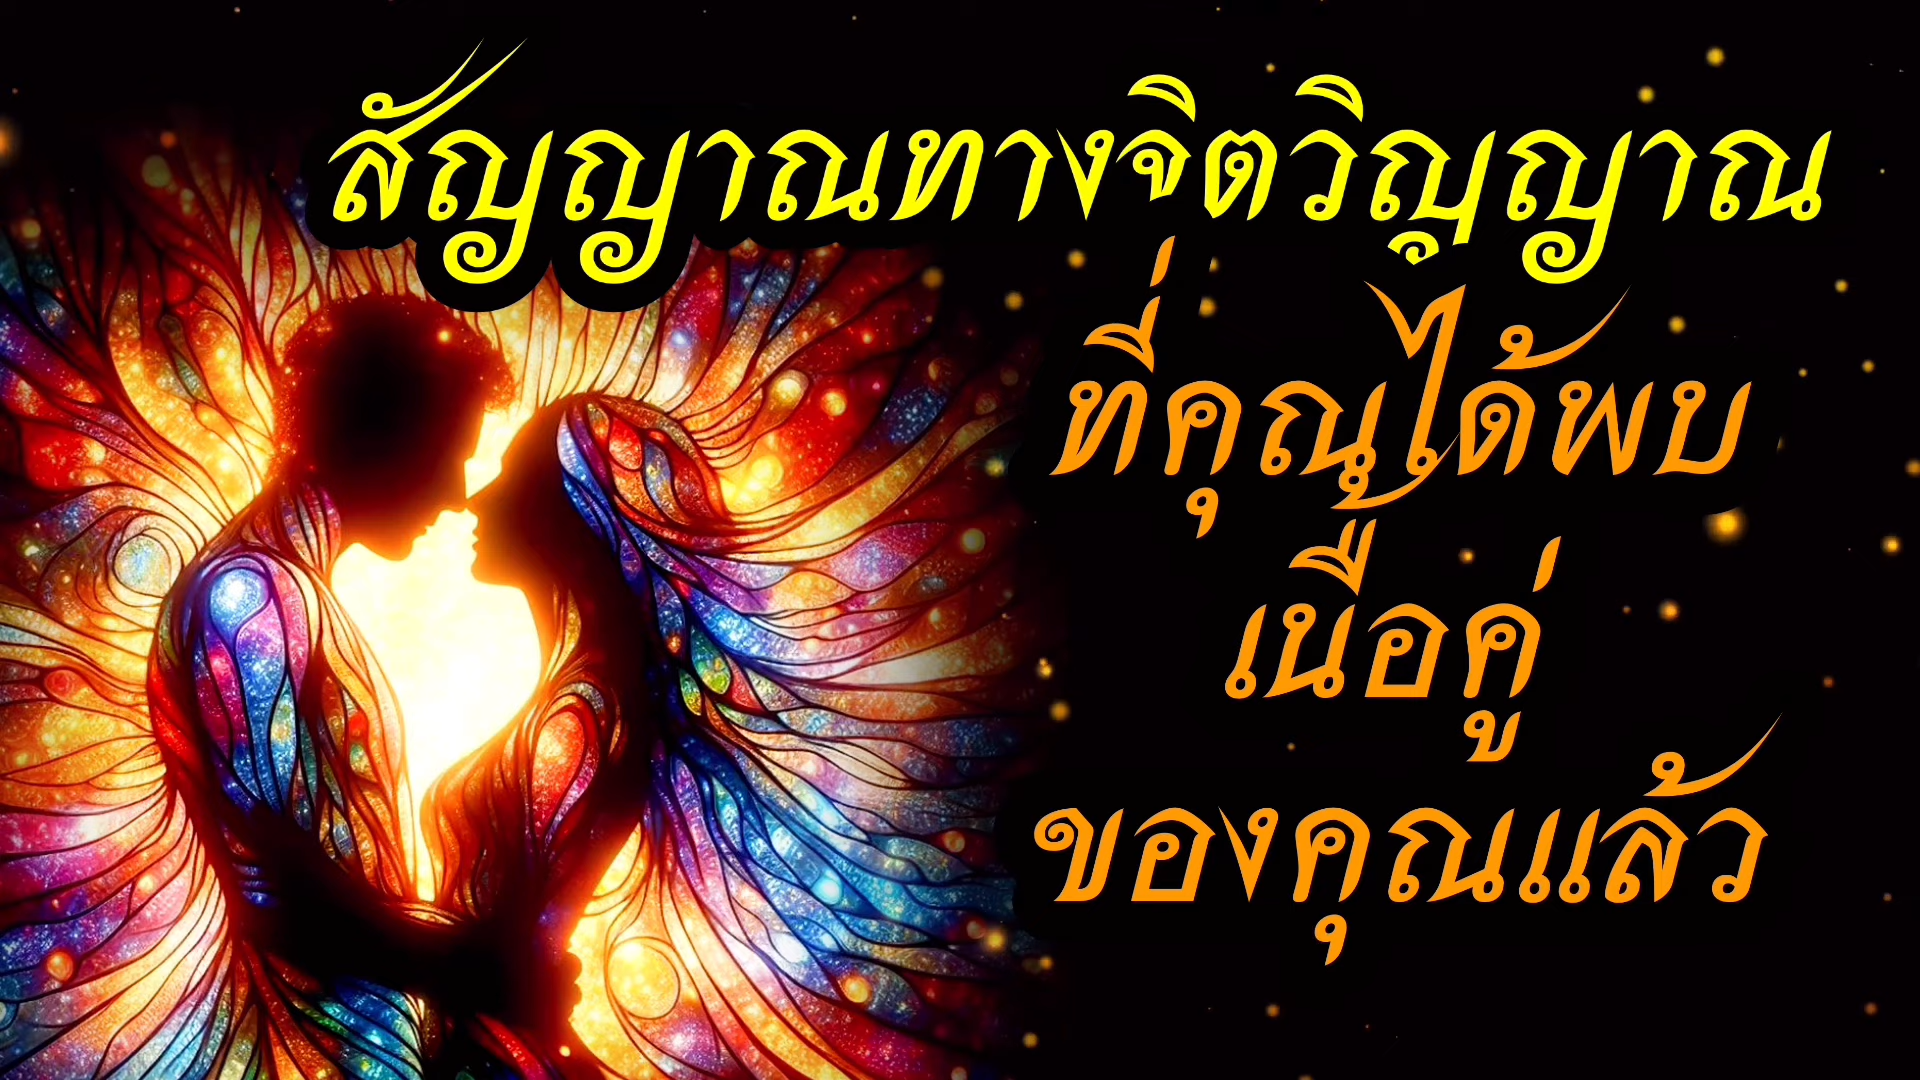 สัญญาณทางจิตวิญญาณ
ที่คุณได้พบ
เนื้อคู่
ของคุณแล้ว